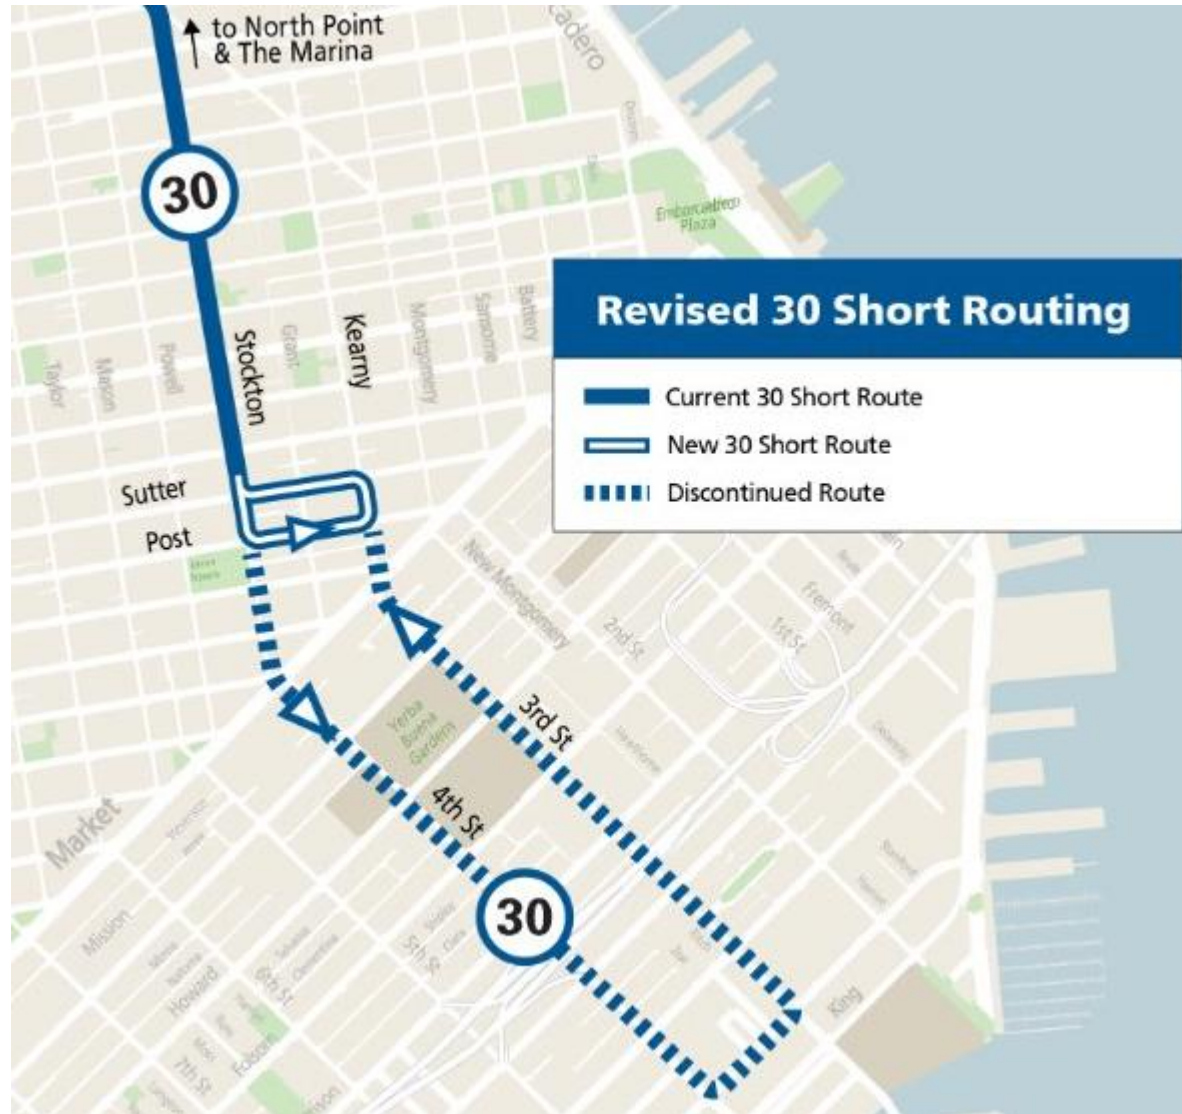 to North Point
& The Marina
cadero
30
Embarcadero
Plaza
Revised 30 Short Routing
Current 30 Short Route
New 30 Short Route
Discontinued Route
Taylor
Mason
Powell
Stockton
Grant
Kearny
Montgomery
Sansome
Battery
Sutter
Post
New Montgomery
2nd St
1st St
Fremont
3rd St
Hawthorne
Yerba
Buena
Gardens
4th St
Market
30
Mission
Howard
5th St
6th St
7th St
Folsom
King